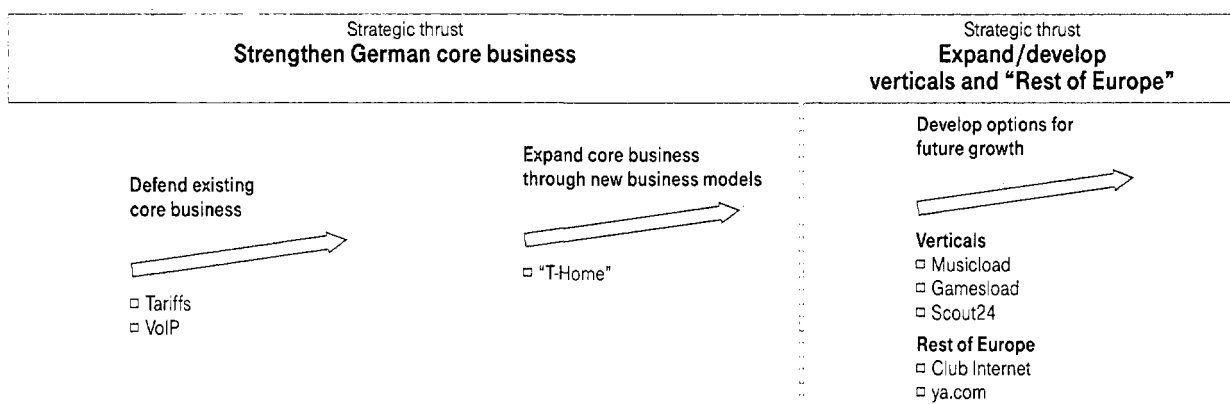 Strategic thrust
Strengthen German core business
Strategic thrust
Expand/develop
verticals and “Rest of Europe”
Defend existing
core business
□ Tariffs
□ VoIP
Expand core business
through new business models
□ “T-Home”
Develop options for
future growth
Verticals
□ Musicload
□ Gamesload
□ Scout24
Rest of Europe
□ Club Internet
□ ya.com